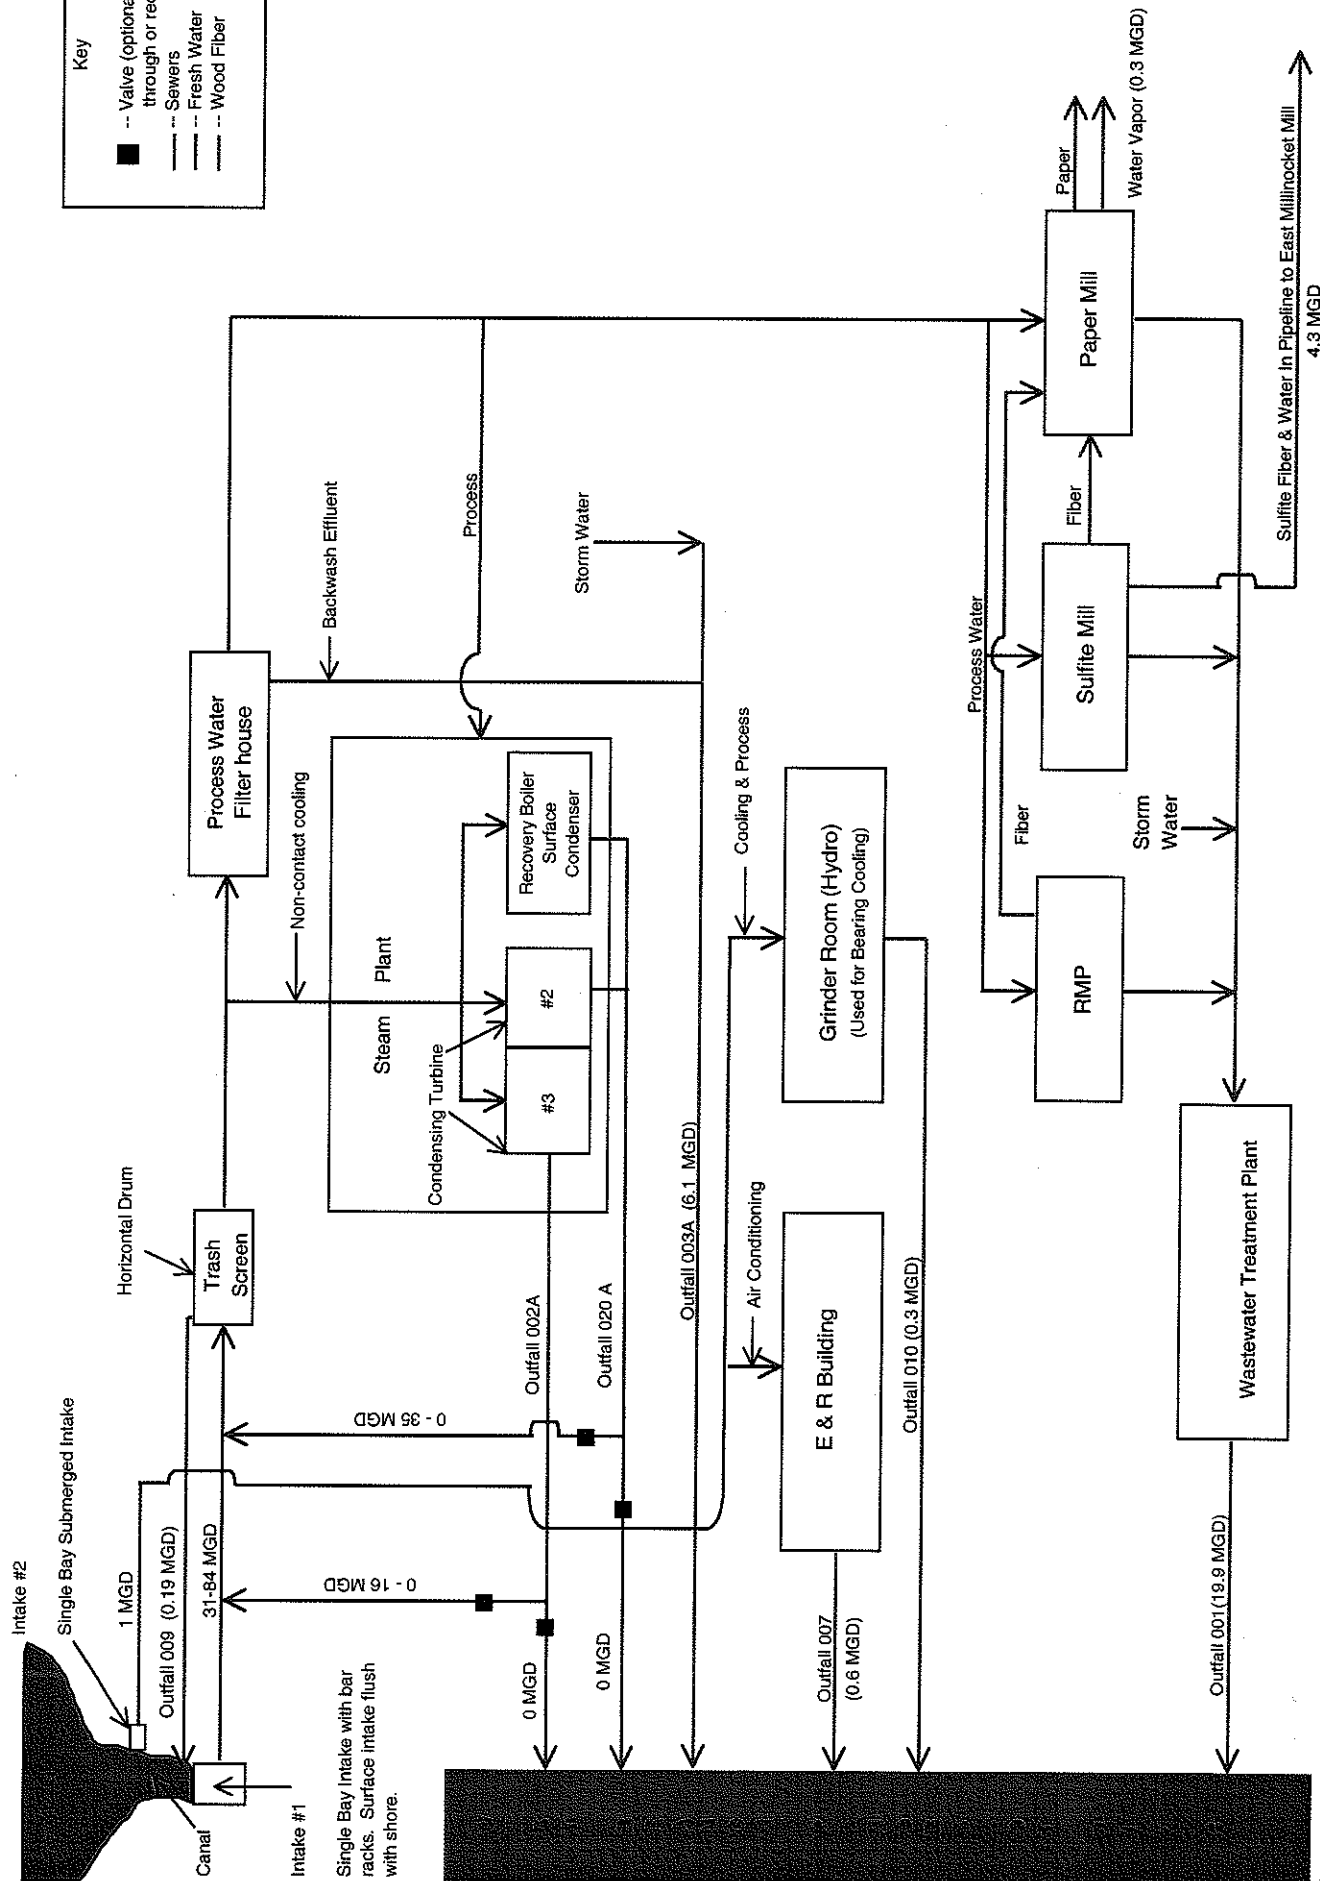 Key
-- Valve (optiona
through or rec
-- Sewers
-- Fresh Water
-- Wood Fiber
Intake #2
Single Bay Submerged Intake
1 MGD
Outfall 009 (0.19 MGD)
31-84 MGD
Canal
Intake #1
Single Bay Intake with bar
racks. Surface intake flush
with shore.
Horizontal Drum
Trash
Screen
Process Water
Filter house
Non-contact cooling
Backwash Effluent
Process
Storm Water
Steam Plant
Condensing Turbine
#3
#2
Recovery Boiler
Surface
Condenser
0 - 16 MGD
0 - 35 MGD
Outfall 002A
Outfall 020 A
0 MGD
0 MGD
Outfall 003A (6.1 MGD)
Air Conditioning
Cooling & Process
E & R Building
Grinder Room (Hydro)
(Used for Bearing Cooling)
Outfall 007
(0.6 MGD)
Outfall 010 (0.3 MGD)
Process Water
Fiber
RMP
Storm
Water
Sulfite Mill
Fiber
Paper Mill
Paper
Water Vapor (0.3 MGD)
Sulfite Fiber & Water In Pipeline to East Millinocket Mill
4.3 MGD
Wastewater Treatment Plant
Outfall 001(19.9 MGD)